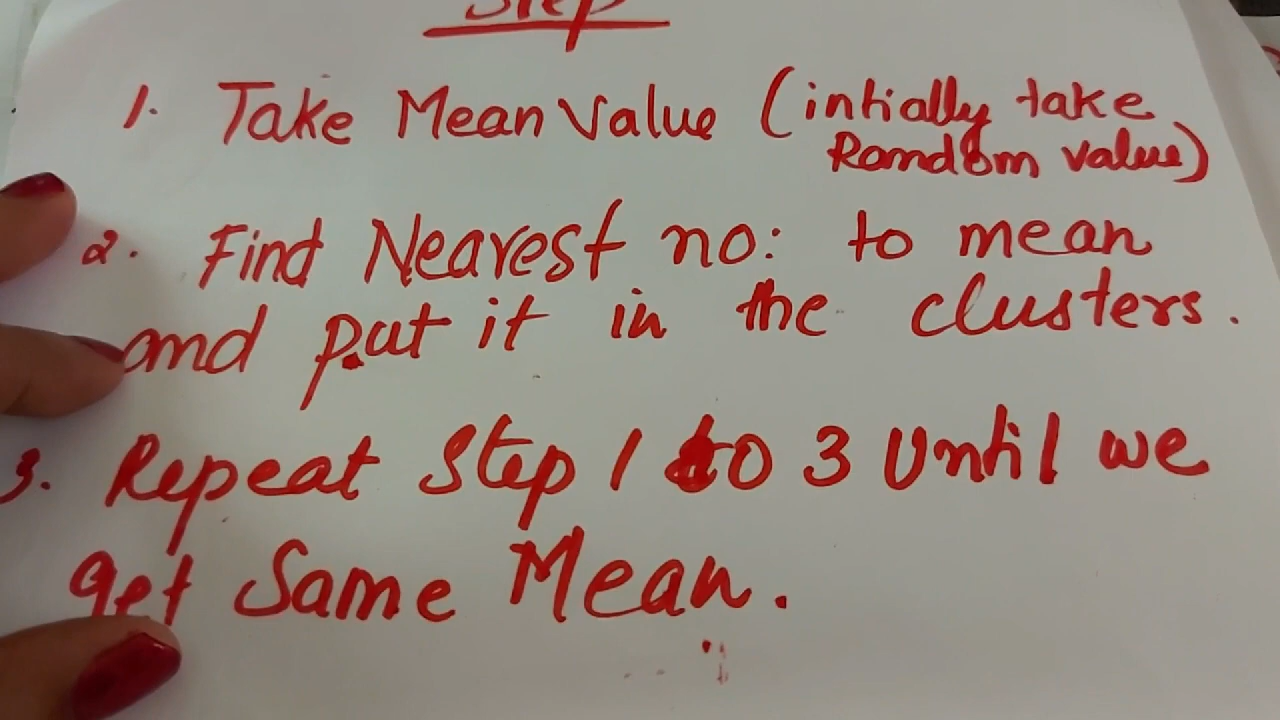 Step
1. Take Mean Value (intially take
Random value)
2. Find Nearest no: to mean
and put it in the clusters.
3. Repeat Step 1 to 3 Until we
get Same Mean.